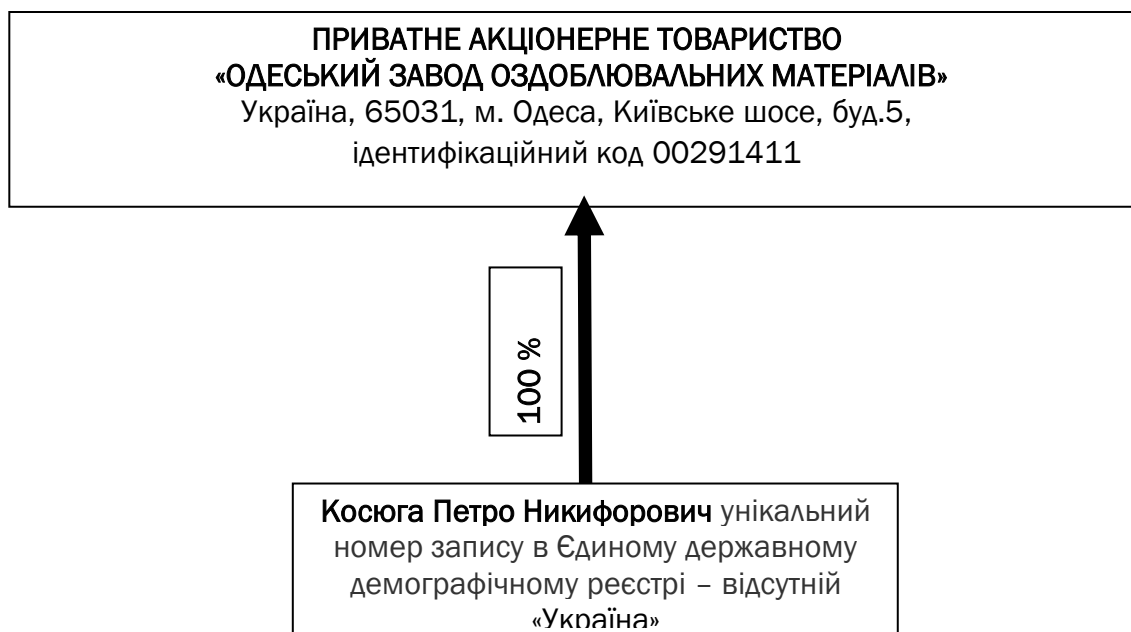 ПРИВАТНЕ АКЦІОНЕРНЕ ТОВАРИСТВО
«ОДЕСЬКИЙ ЗАВОД ОЗДОБЛЮВАЛЬНИХ МАТЕРІАЛІВ»
Україна, 65031, м. Одеса, Київське шосе, буд.5,
ідентифікаційний код 00291411
100 %
Косюга Петро Никифорович унікальний
номер запису в Єдиному державному
демографічному реєстрі – відсутній
«Україна»